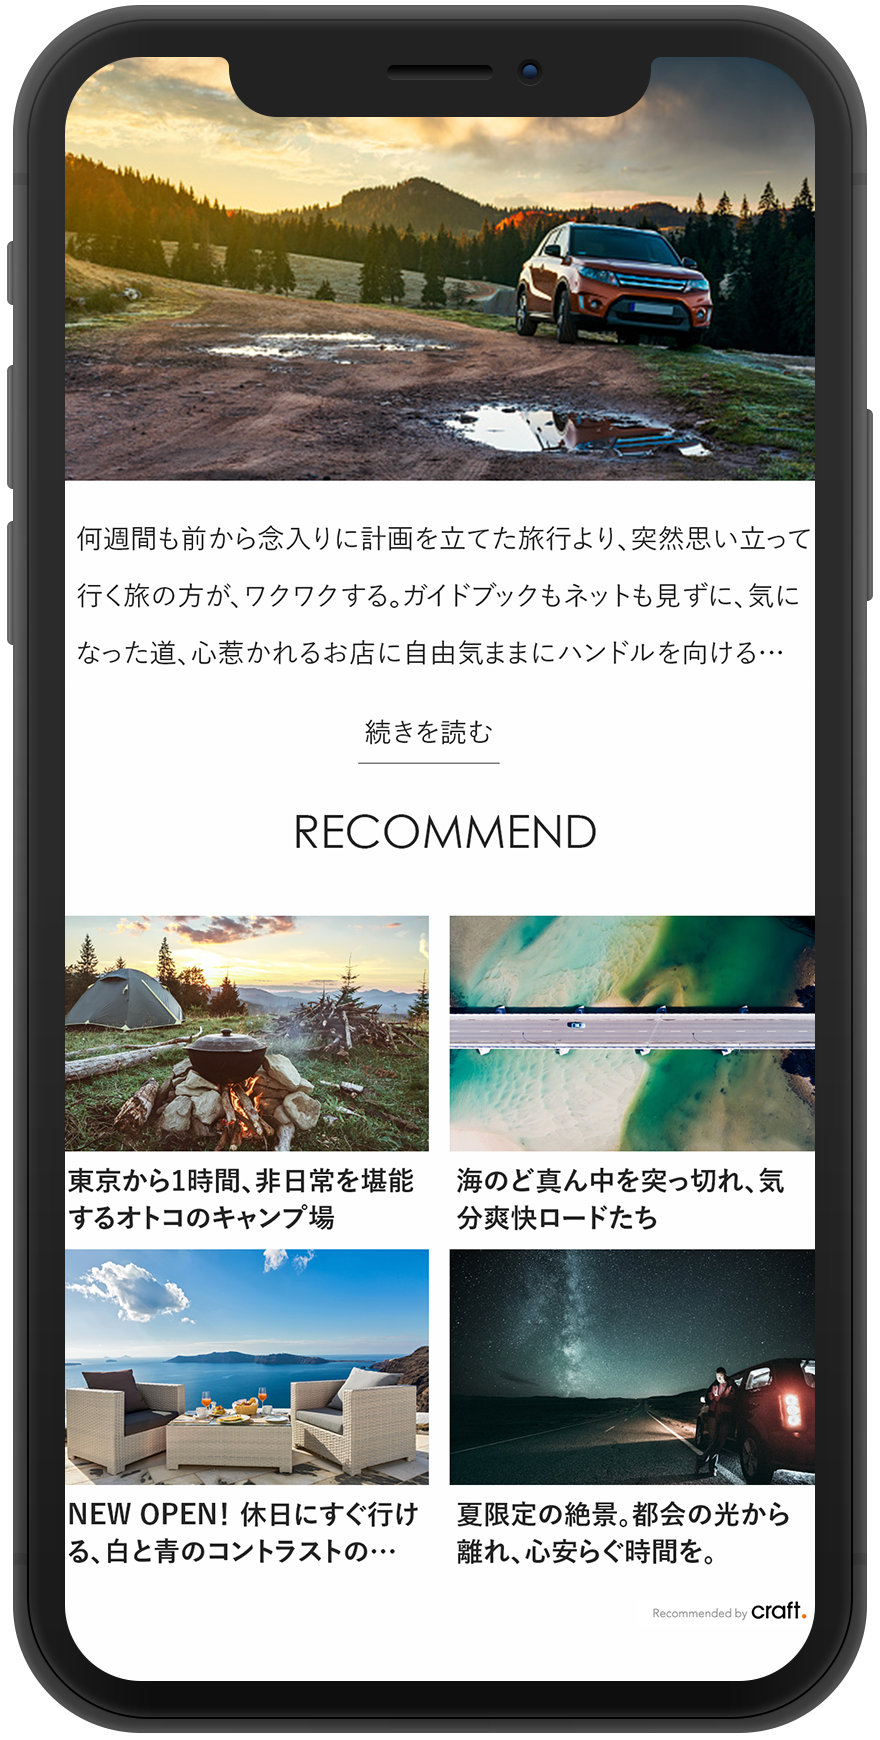 何週間も前から念入りに計画を立てた旅行より、突然思い立って
行く旅の方が、ワクワクする。ガイドブックもネットも見ずに、気に
なった道、心惹かれるお店に自由気ままにハンドルを向ける…
続きを読む
RECOMMEND
東京から1時間、非日常を堪能
するオトコのキャンプ場
海のど真ん中を突っ切れ、気
分爽快ロードたち
NEW OPEN! 休日にすぐ行け
る、白と青のコントラストの…
夏限定の絶景。都会の光から
離れ、心安らぐ時間を。
Recommended by craft.